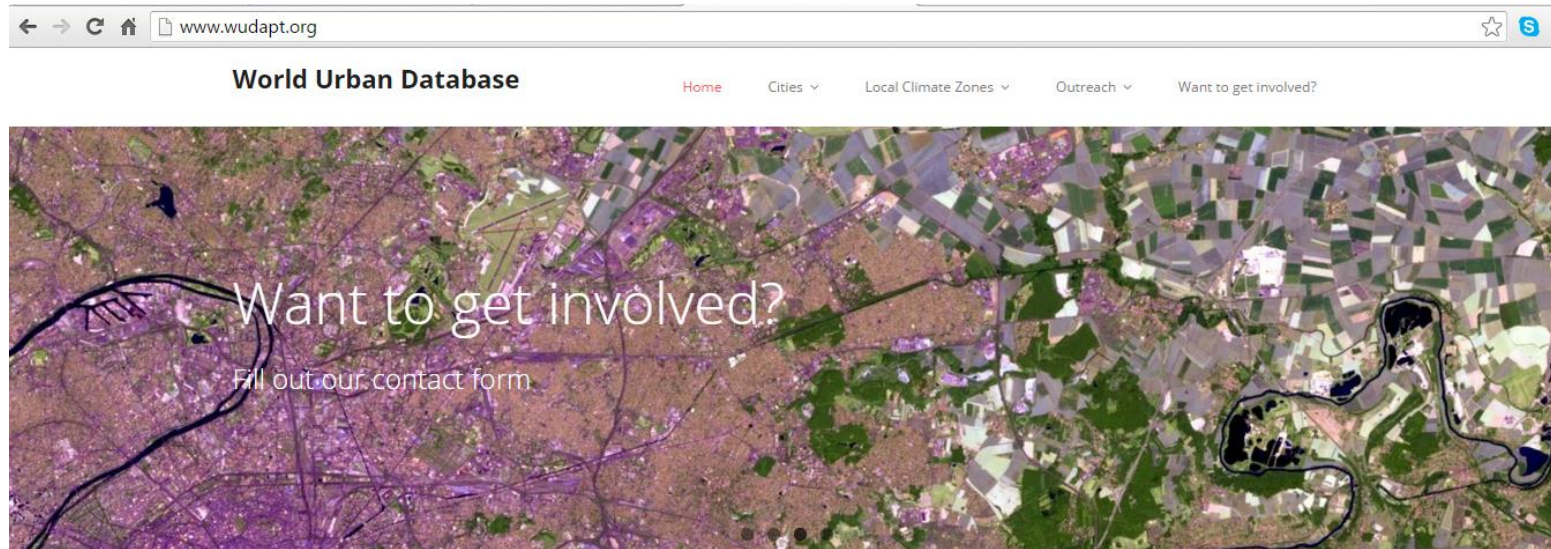 www.wudapt.org
World Urban Database
Home Cities Local Climate Zones Outreach Want to get involved?
Want to get involved?
Fill out our contact form